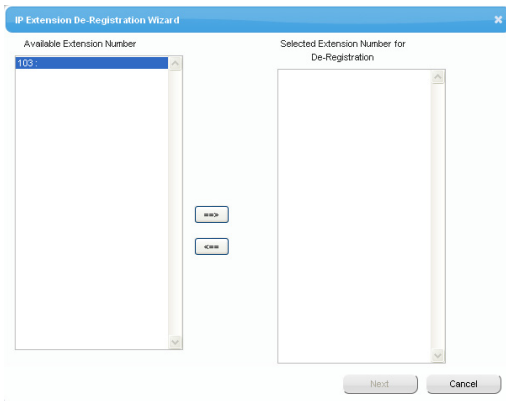 IP Extension De-Registration Wizard
Available Extension Number
Selected Extension Number for
De-Registration
103 :
==>
<==
Next
Cancel